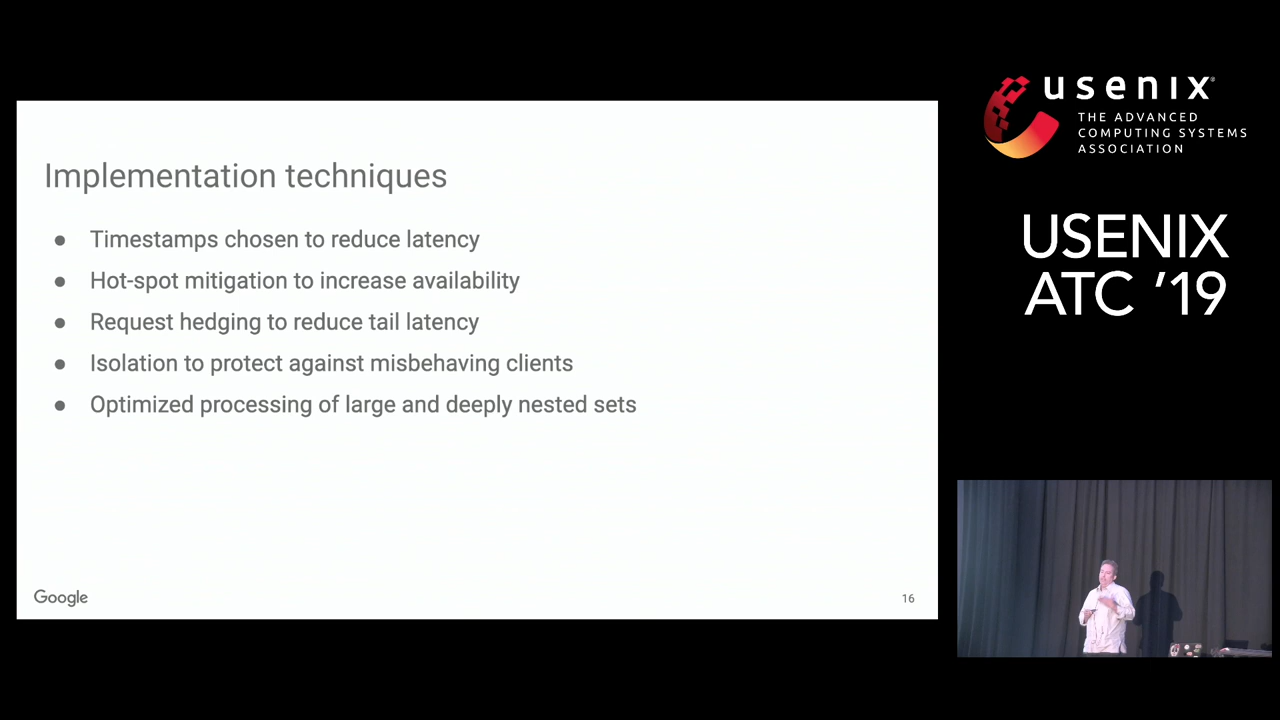 Implementation techniques
● Timestamps chosen to reduce latency
● Hot-spot mitigation to increase availability
● Request hedging to reduce tail latency
● Isolation to protect against misbehaving clients
● Optimized processing of large and deeply nested sets
Google
16
usenix®
THE ADVANCED
COMPUTING SYSTEMS
ASSOCIATION
USENIX
ATC '19